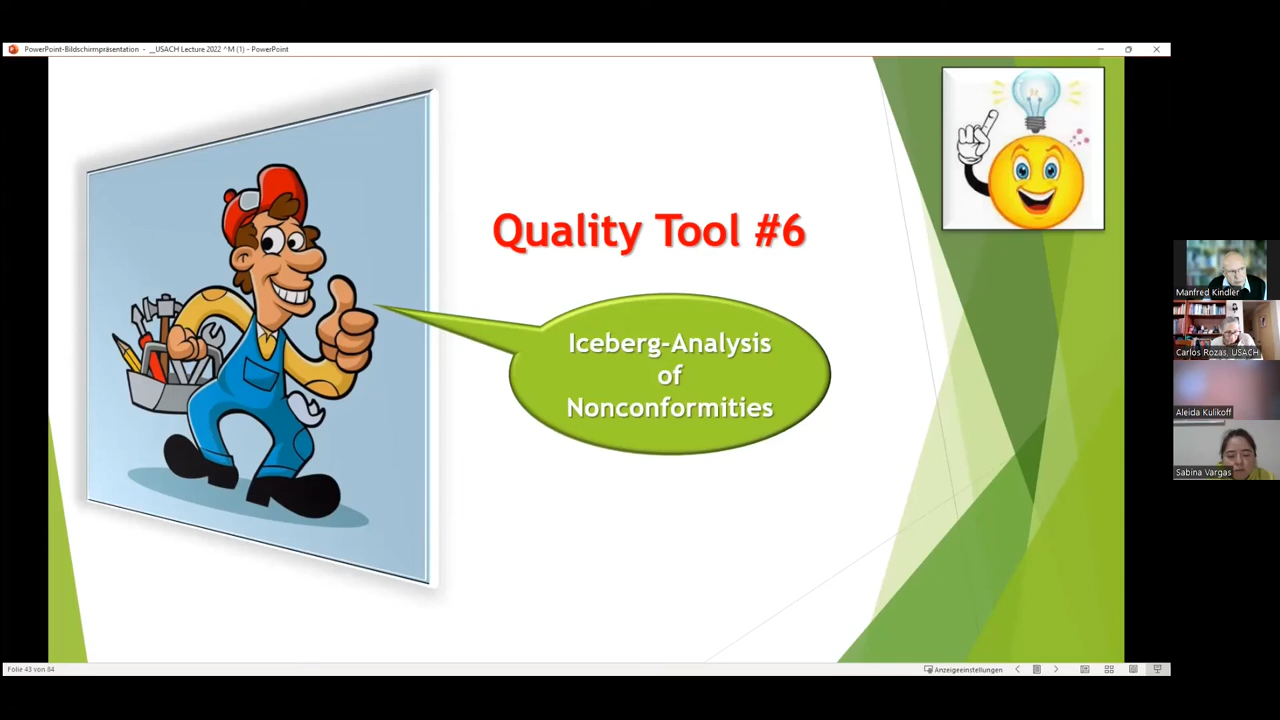 PowerPoint-Bildschirmpräsentation - __USACH Lecture 2022 ^M (1) - PowerPoint
Quality Tool #6
Iceberg-Analysis
of
Nonconformities
Manfred Kindler
Carlos Rozas, USACH
Aleida Kulikoff
Sabina Vargas
Folie 43 von 84
Anzeigeeinstellungen